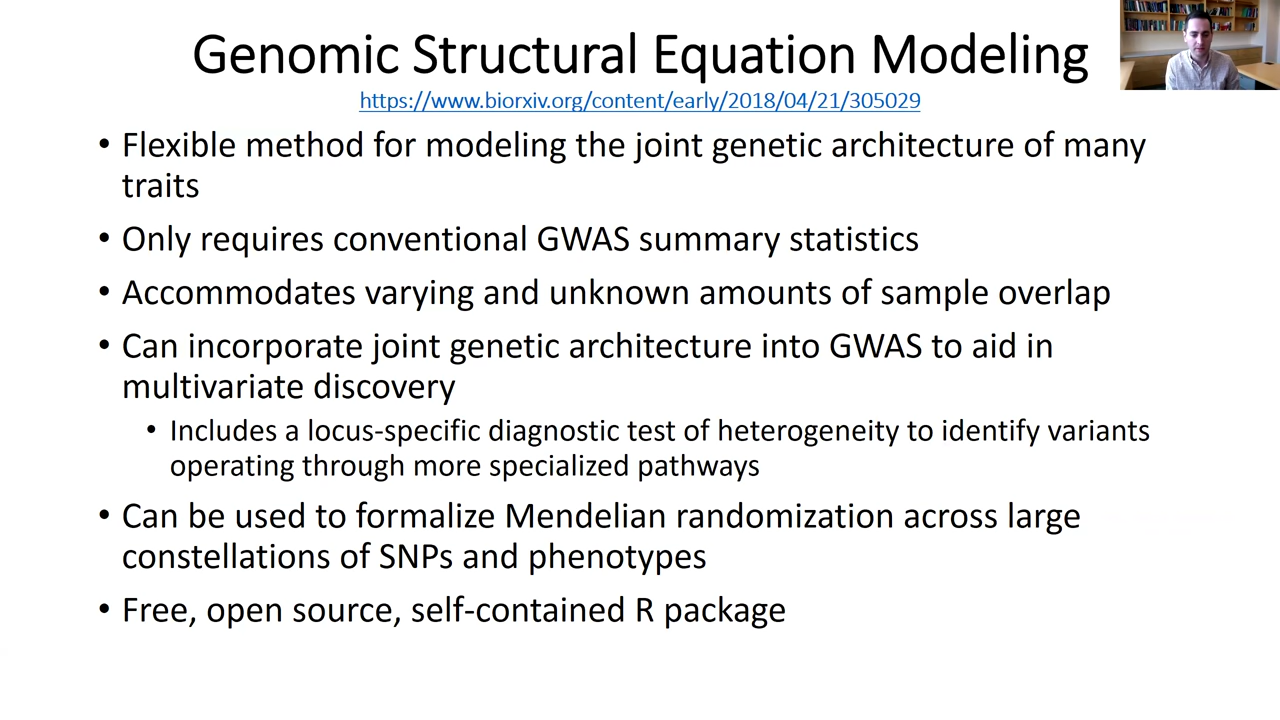 Genomic Structural Equation Modeling
https://www.biorxiv.org/content/early/2018/04/21/305029
• Flexible method for modeling the joint genetic architecture of many
traits
• Only requires conventional GWAS summary statistics
• Accommodates varying and unknown amounts of sample overlap
• Can incorporate joint genetic architecture into GWAS to aid in
multivariate discovery
• Includes a locus-specific diagnostic test of heterogeneity to identify variants
operating through more specialized pathways
• Can be used to formalize Mendelian randomization across large
constellations of SNPs and phenotypes
• Free, open source, self-contained R package